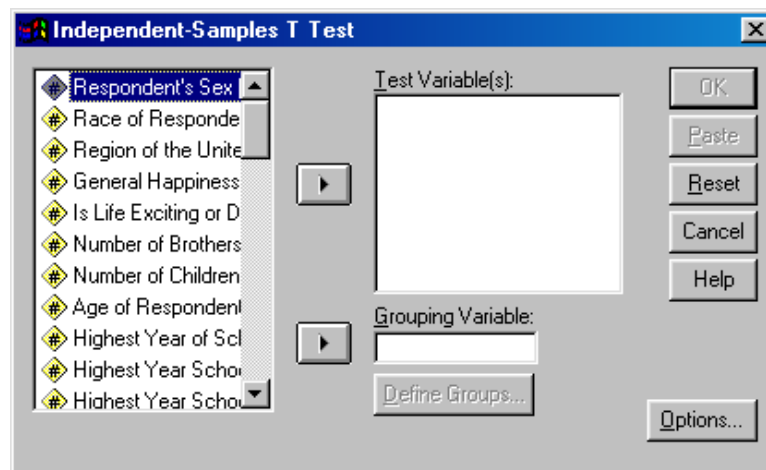 Independent-Samples T Test
Respondent's Sex
Race of Responde
Region of the Unite
General Happiness
Is Life Exciting or D
Number of Brothers
Number of Children
Age of Respondent
Highest Year of Scl
Highest Year Schoo
Highest Year Schoo
Test Variable(s):
Grouping Variable:
Define Groups...
OK
Paste
Reset
Cancel
Help
Options...